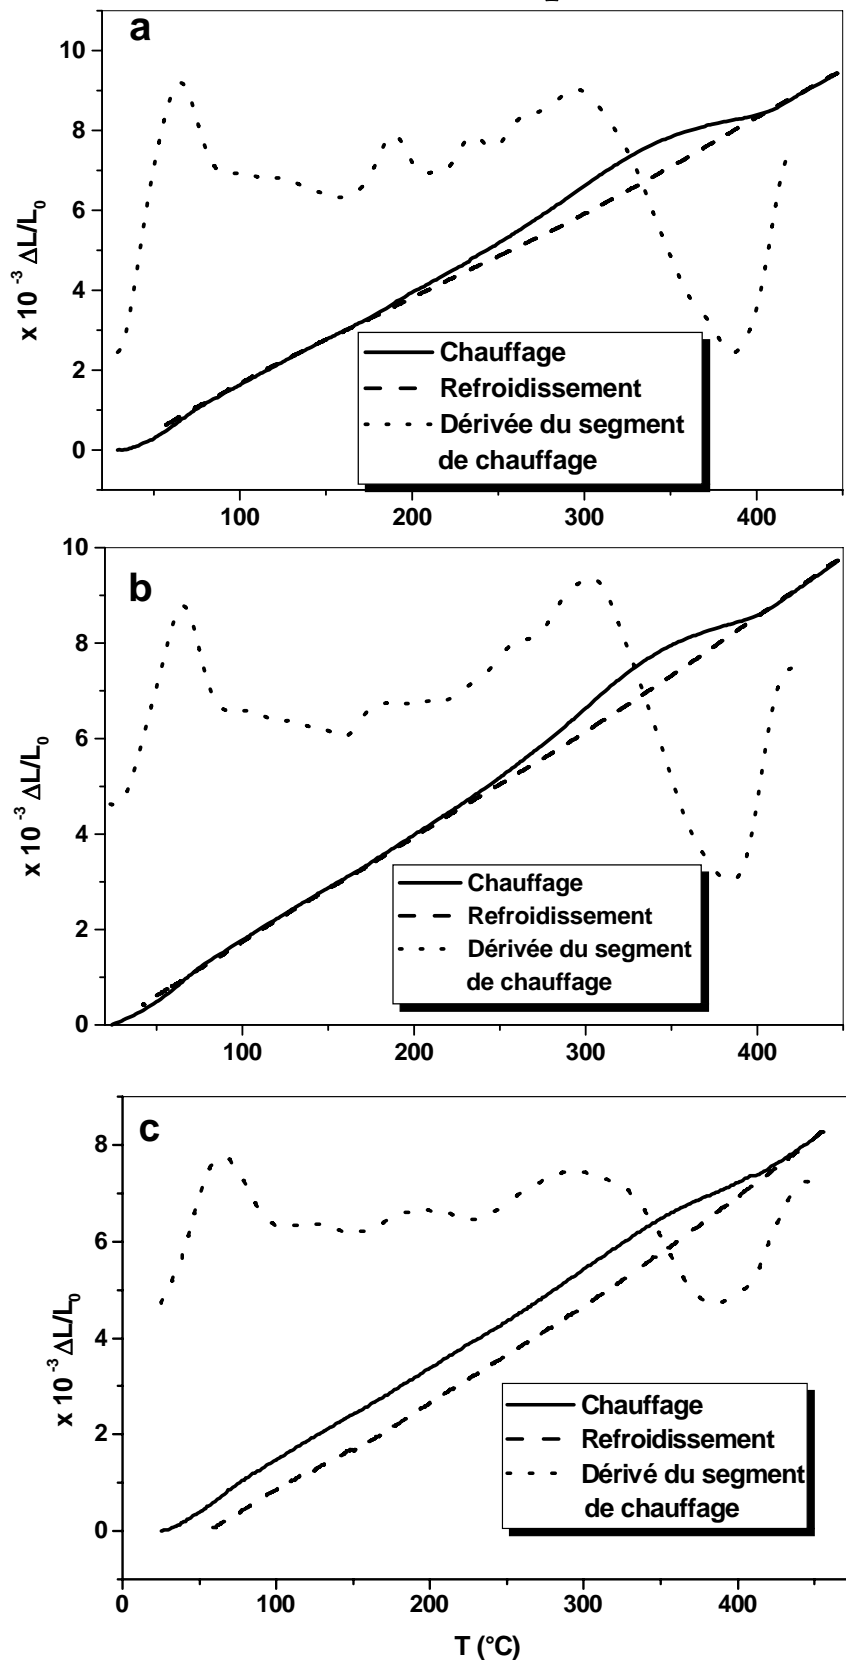 a
10
8
6
4
2
0
x 10 -3 ΔL/L0
Chauffage
Refroidissement
Dérivée du segment
de chauffage
100 200 300 400
b
10
8
6
4
2
0
x 10 -3 ΔL/L0
Chauffage
Refroidissement
Dérivée du segment
de chauffage
100 200 300 400
c
8
6
4
2
0
x 10 -3 ΔL/L0
Chauffage
Refroidissement
Dérivé du segment
de chauffage
0 100 200 300 400
T (°C)